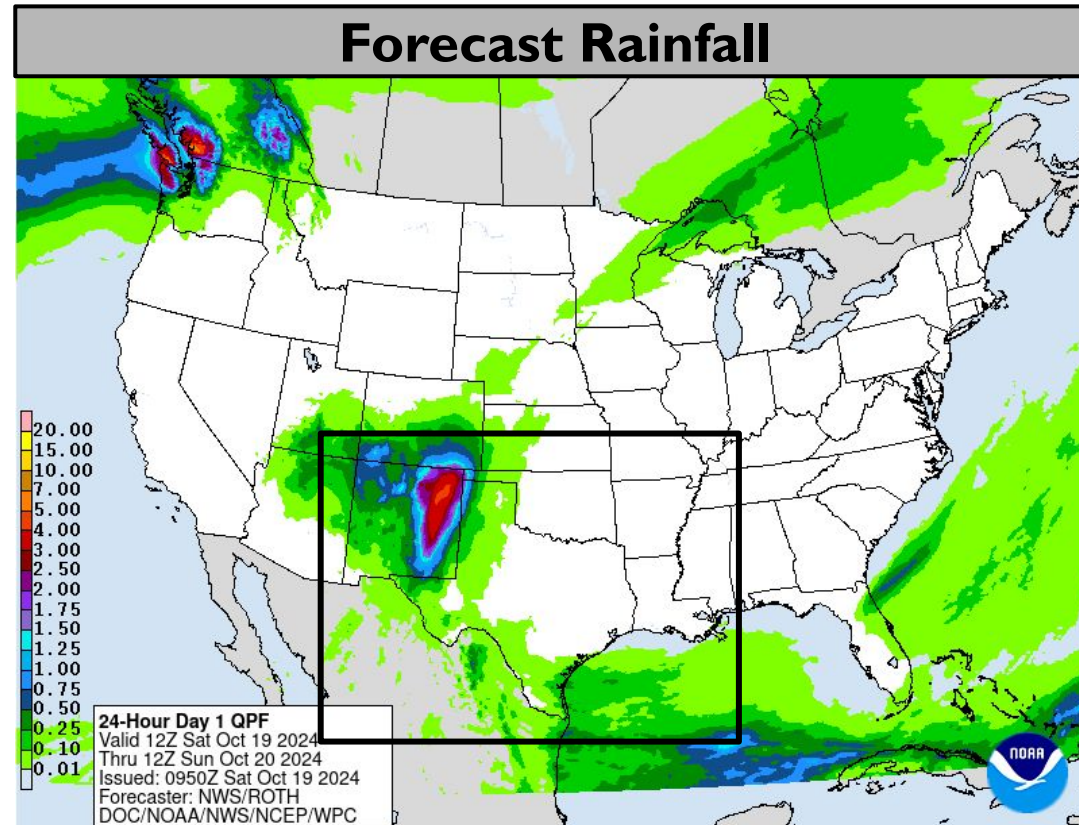 Forecast Rainfall
20.00
15.00
10.00
7.00
5.00
4.00
3.00
2.50
2.00
1.75
1.50
1.25
1.00
0.75
0.50
0.25
0.10
0.01
24-Hour Day 1 QPF
Valid 12Z Sat Oct 19 2024
Thru 12Z Sun Oct 20 2024
Issued: 0950Z Sat Oct 19 2024
Forecaster: NWS/ROTH
DOC/NOAA/NWS/NCEP/WPC
NOAA